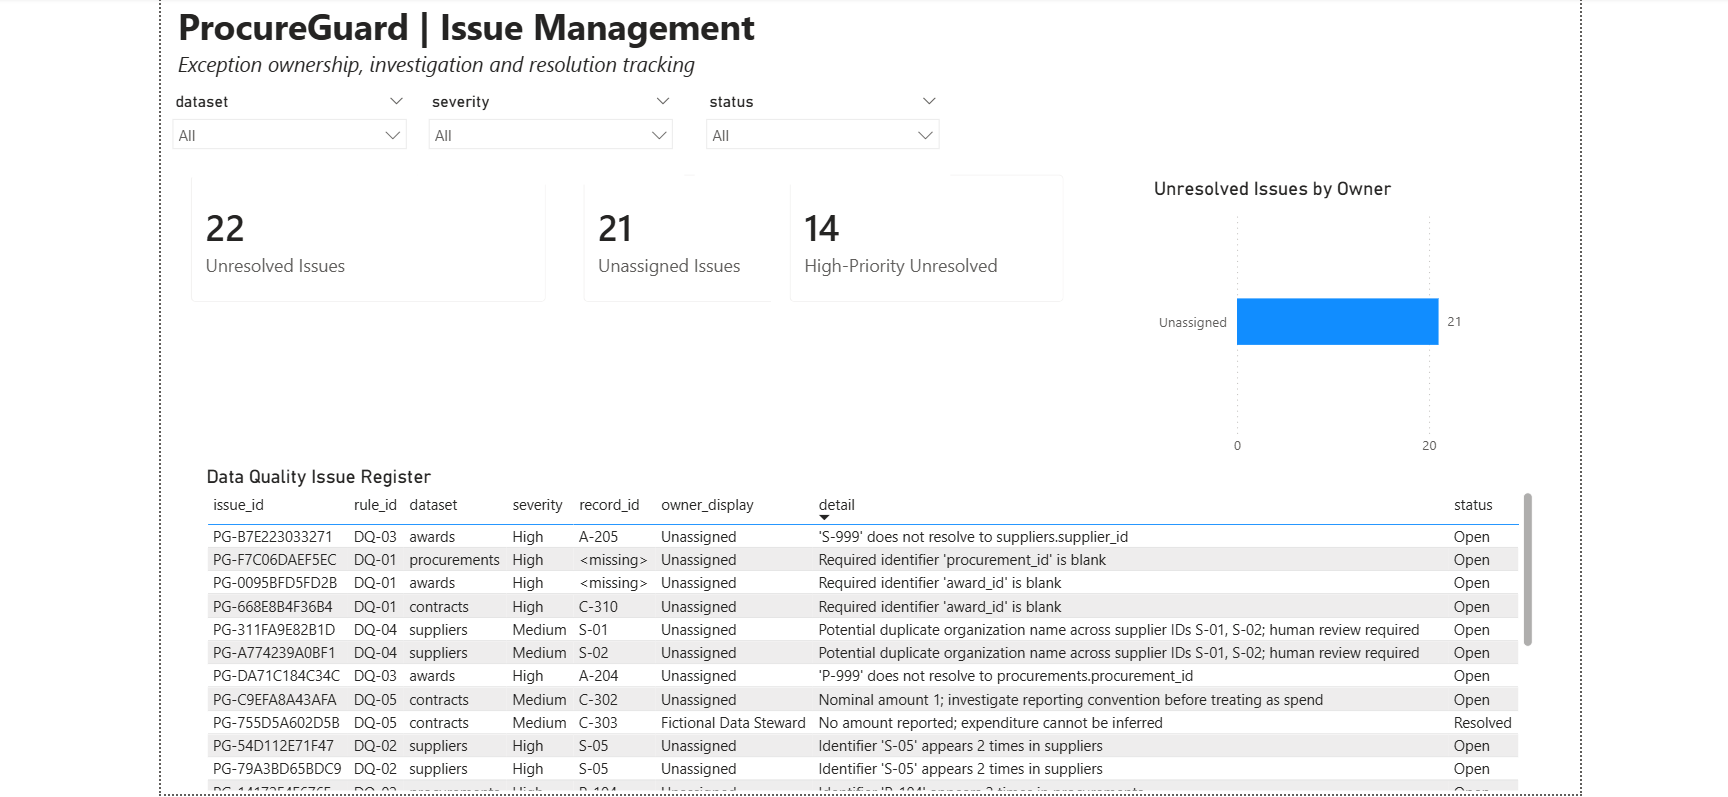 ProcureGuard | Issue Management
Exception ownership, investigation and resolution tracking
dataset severity status
All All All
22 21 14
Unresolved Issues Unassigned Issues High-Priority Unresolved
Unresolved Issues by Owner
Unassigned 21
0 20
Data Quality Issue Register
issue_id rule_id dataset severity record_id owner_display detail status
PG-B7E223033271 DQ-03 awards High A-205 Unassigned 'S-999' does not resolve to suppliers.supplier_id Open
PG-F7C06DAEF5EC DQ-01 procurements High <missing> Unassigned Required identifier 'procurement_id' is blank Open
PG-0095BFD5FD2B DQ-01 awards High <missing> Unassigned Required identifier 'award_id' is blank Open
PG-668E8B4F36B4 DQ-01 contracts High C-310 Unassigned Required identifier 'award_id' is blank Open
PG-311FA9E82B1D DQ-04 suppliers Medium S-01 Unassigned Potential duplicate organization name across supplier IDs S-01, S-02; human review required Open
PG-A774239A0BF1 DQ-04 suppliers Medium S-02 Unassigned Potential duplicate organization name across supplier IDs S-01, S-02; human review required Open
PG-DA71C184C34C DQ-03 awards High A-204 Unassigned 'P-999' does not resolve to procurements.procurement_id Open
PG-C9EFA8A43AFA DQ-05 contracts Medium C-302 Unassigned Nominal amount 1; investigate reporting convention before treating as spend Open
PG-755D5A602D5B DQ-05 contracts Medium C-303 Fictional Data Steward No amount reported; expenditure cannot be inferred Resolved
PG-54D112E71F47 DQ-02 suppliers High S-05 Unassigned Identifier 'S-05' appears 2 times in suppliers Open
PG-79A3BD65BDC9 DQ-02 suppliers High S-05 Unassigned Identifier 'S-05' appears 2 times in suppliers Open